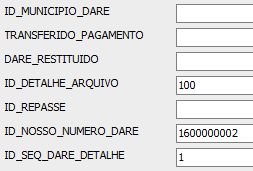 ID_MUNICIPIO_DARE
TRANSFERIDO_PAGAMENTO
DARE_RESTITUIDO
ID_DETALHE_ARQUIVO 100
ID_REPASSE
ID_NOSSO_NUMERO_DARE 1600000002
ID_SEQ_DARE_DETALHE 1